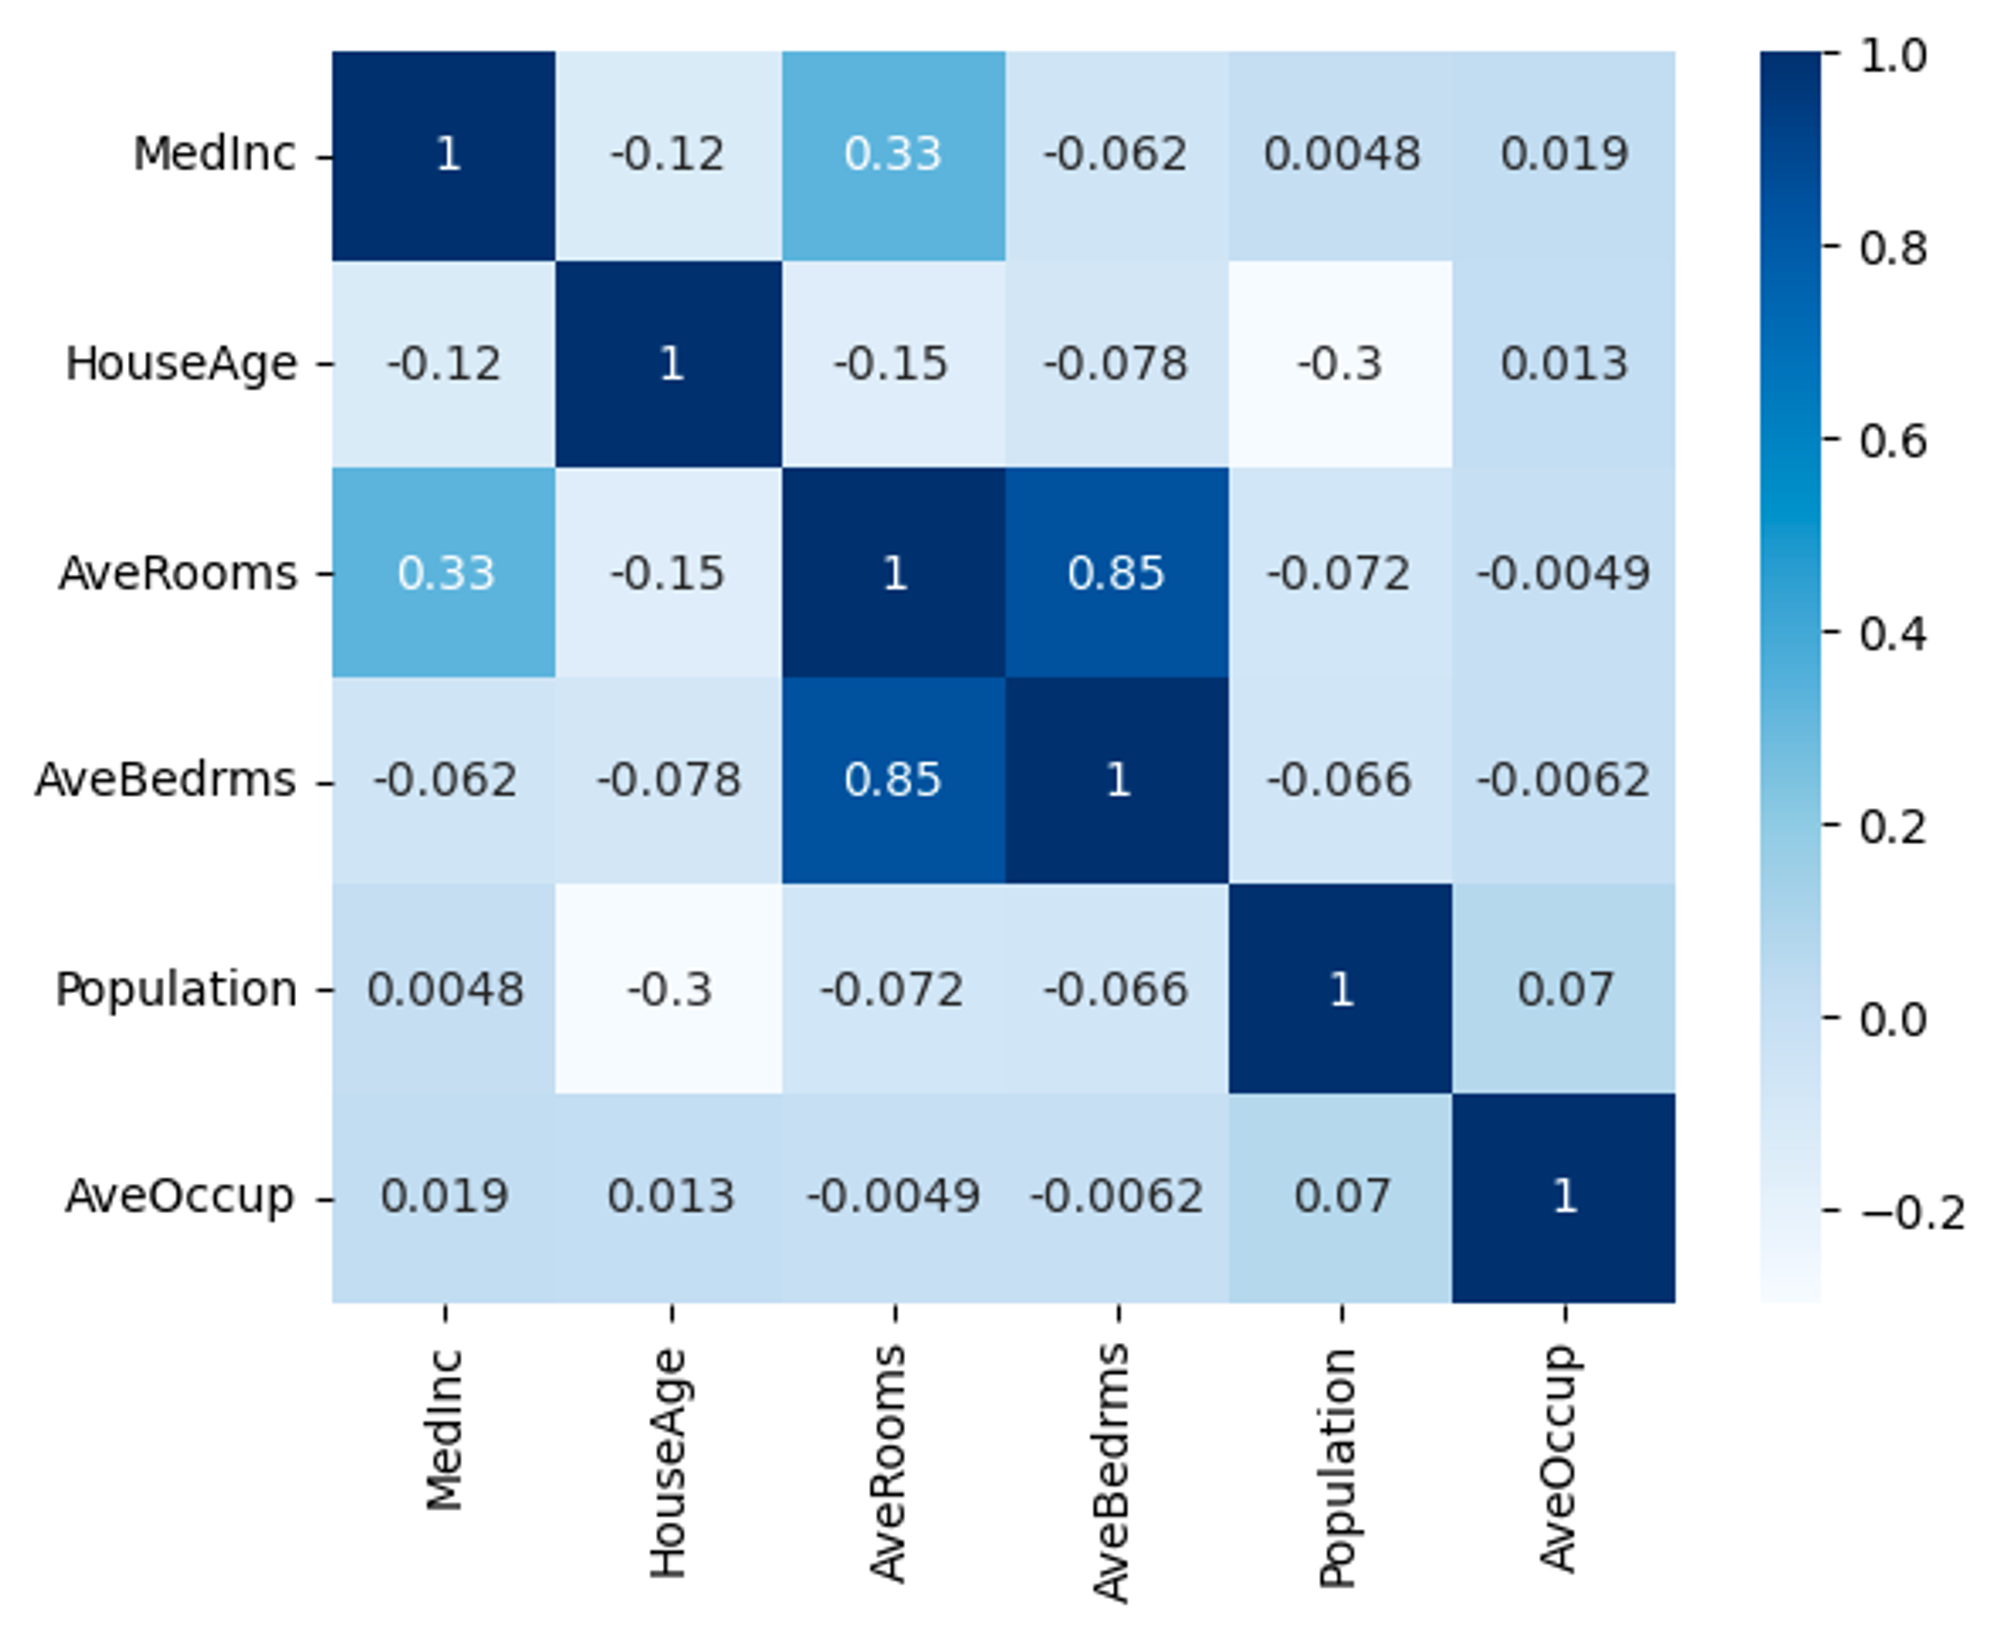 MedInc 1 -0.12 0.33 -0.062 0.0048 0.019
HouseAge -0.12 1 -0.15 -0.078 -0.3 0.013
AveRooms 0.33 -0.15 1 0.85 -0.072 -0.0049
AveBedrms -0.062 -0.078 0.85 1 -0.066 -0.0062
Population 0.0048 -0.3 -0.072 -0.066 1 0.07
AveOccup 0.019 0.013 -0.0049 -0.0062 0.07 1
MedInc
HouseAge
AveRooms
AveBedrms
Population
AveOccup
1.0
0.8
0.6
0.4
0.2
0.0
−0.2